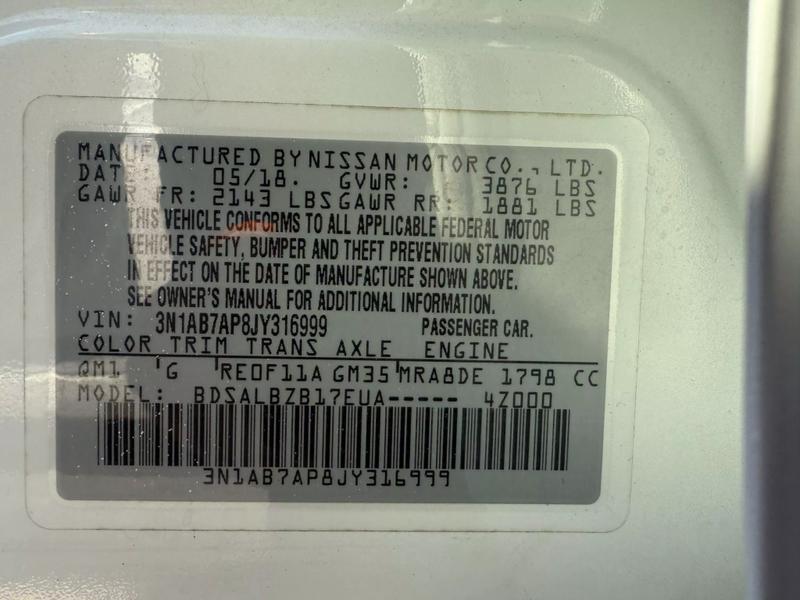 MANUFACTURED BY NISSAN MOTOR CO., LTD.
DATE: 05/18. GVWR: 3876 LBS
GAWR FR: 2143 LBS GAWR RR: 1881 LBS
THIS VEHICLE CONFORMS TO ALL APPLICABLE FEDERAL MOTOR
VEHICLE SAFETY, BUMPER AND THEFT PREVENTION STANDARDS
IN EFFECT ON THE DATE OF MANUFACTURE SHOWN ABOVE.
SEE OWNER'S MANUAL FOR ADDITIONAL INFORMATION.
VIN: 3N1AB7AP8JY316999 PASSENGER CAR.
COLOR TRIM TRANS AXLE ENGINE
QM1 G RE0F11A GM35 MRA8DE 1798 CC
MODEL: BDSALBZB17EUA----- 4Z000
3N1AB7AP8JY316999